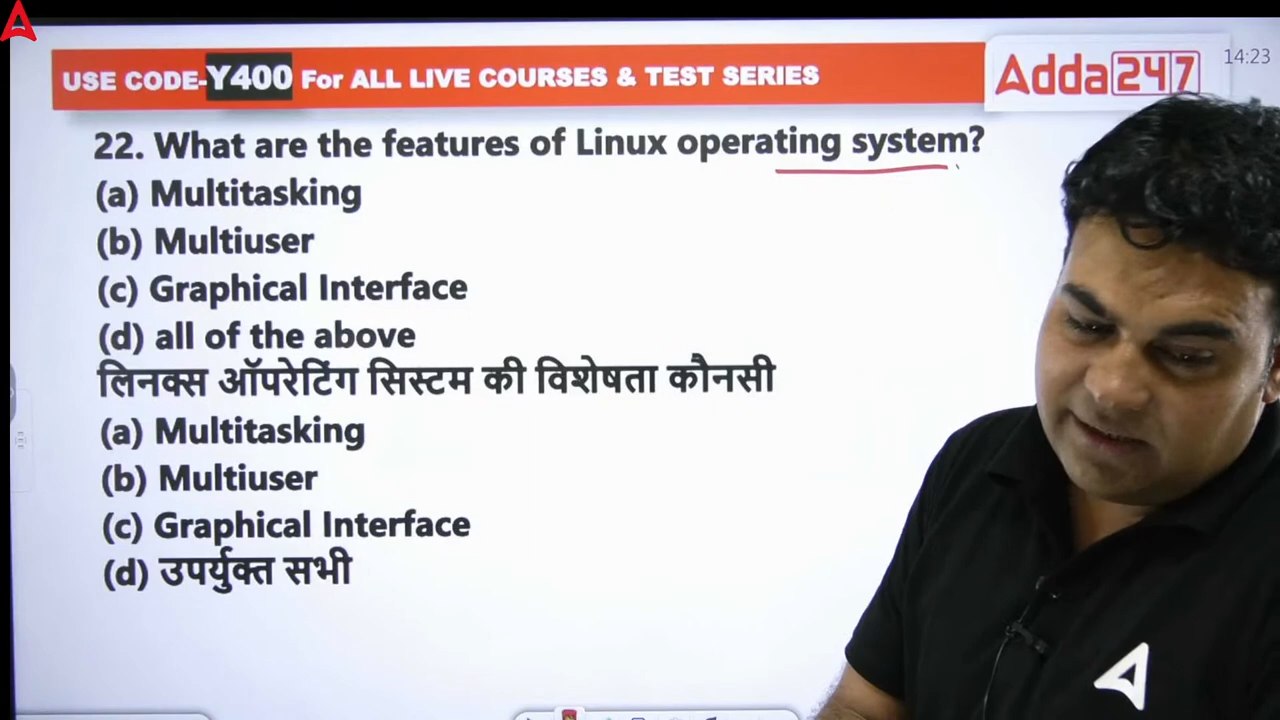 USE CODE-Y400 For ALL LIVE COURSES & TEST SERIES
Adda247
14:23
22. What are the features of Linux operating system?
(a) Multitasking
(b) Multiuser
(c) Graphical Interface
(d) all of the above
लिनक्स ऑपरेटिंग सिस्टम की विशेषता कौनसी
(a) Multitasking
(b) Multiuser
(c) Graphical Interface
(d) उपर्युक्त सभी